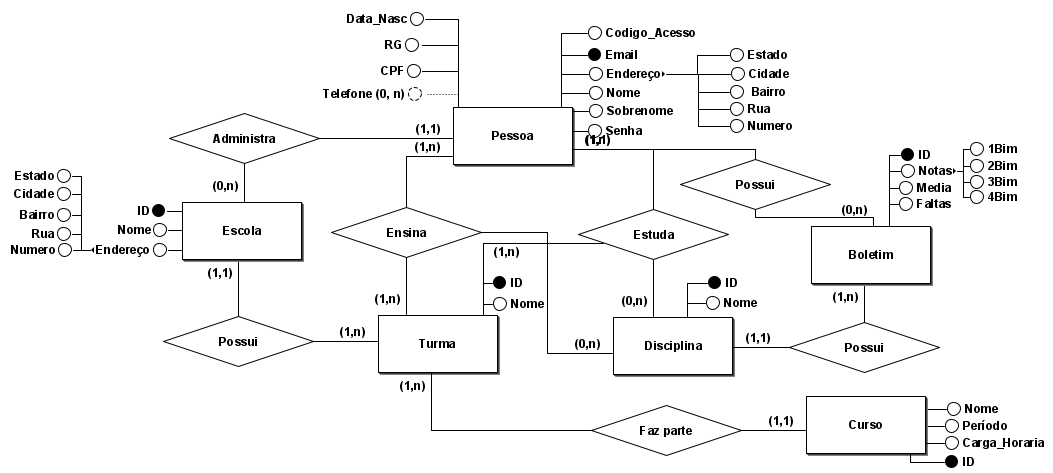 Data_Nasc
RG
CPF
Telefone (0, n)
Codigo_Acesso
Email
Endereço
Nome
Sobrenome
Senha
Estado
Cidade
Bairro
Rua
Numero
Pessoa
Administra
(1,1)
(1,n)
(0,n)
Estado
Cidade
Bairro
Rua
Numero
ID
Nome
Endereço
Escola
(1,1)
Possui
(1,n)
Ensina
(1,n)
(0,n)
Estuda
(1,n)
(0,n)
Possui
(0,n)
ID
Notas
Media
Faltas
1Bim
2Bim
3Bim
4Bim
Boletim
(1,n)
Possui
(1,1)
ID
Nome
Turma
ID
Nome
Disciplina
(1,n)
Faz parte
(1,1)
Curso
Nome
Período
Carga_Horaria
ID